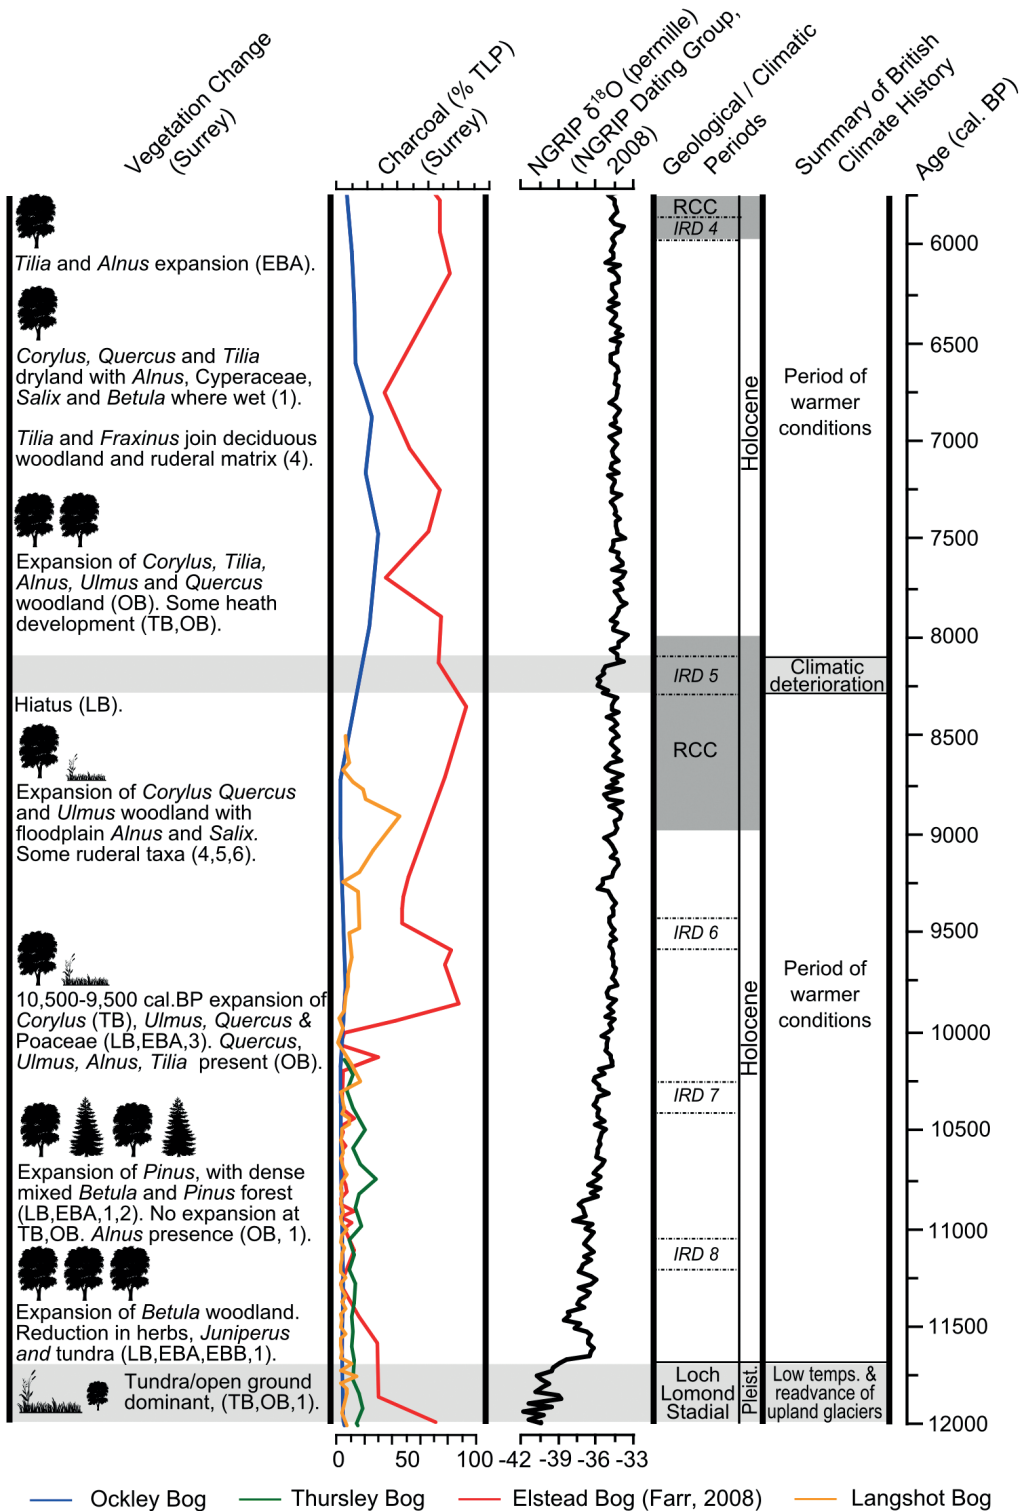 Vegetation Change
(Surrey)
Charcoal (% TLP)
(Surrey)
NGRIP δ18O (permille)
(NGRIP Dating Group,
2008)
Geological / Climatic
Periods
Summary of British
Climate History
Age (cal. BP)
Tilia and Alnus expansion (EBA).
Corylus, Quercus and Tilia
dryland with Alnus, Cyperaceae,
Salix and Betula where wet (1).
Tilia and Fraxinus join deciduous
woodland and ruderal matrix (4).
Expansion of Corylus, Tilia,
Alnus, Ulmus and Quercus
woodland (OB). Some heath
development (TB,OB).
Hiatus (LB).
Expansion of Corylus Quercus
and Ulmus woodland with
floodplain Alnus and Salix.
Some ruderal taxa (4,5,6).
10,500-9,500 cal.BP expansion of
Corylus (TB), Ulmus, Quercus &
Poaceae (LB,EBA,3). Quercus,
Ulmus, Alnus, Tilia present (OB).
Expansion of Pinus, with dense
mixed Betula and Pinus forest
(LB,EBA,1,2). No expansion at
TB,OB. Alnus presence (OB, 1).
Expansion of Betula woodland.
Reduction in herbs, Juniperus
and tundra (LB,EBA,EBB,1).
Tundra/open ground
dominant, (TB,OB,1).
0 50 100
-42 -39 -36 -33
RCC
IRD 4
IRD 5
RCC
IRD 6
IRD 7
IRD 8
Loch
Lomond
Stadial
Holocene
Holocene
Pleist.
Period of
warmer
conditions
Climatic
deterioration
Period of
warmer
conditions
Low temps. &
readvance of
upland glaciers
6000
6500
7000
7500
8000
8500
9000
9500
10000
10500
11000
11500
12000
Ockley Bog Thursley Bog Elstead Bog (Farr, 2008) Langshot Bog